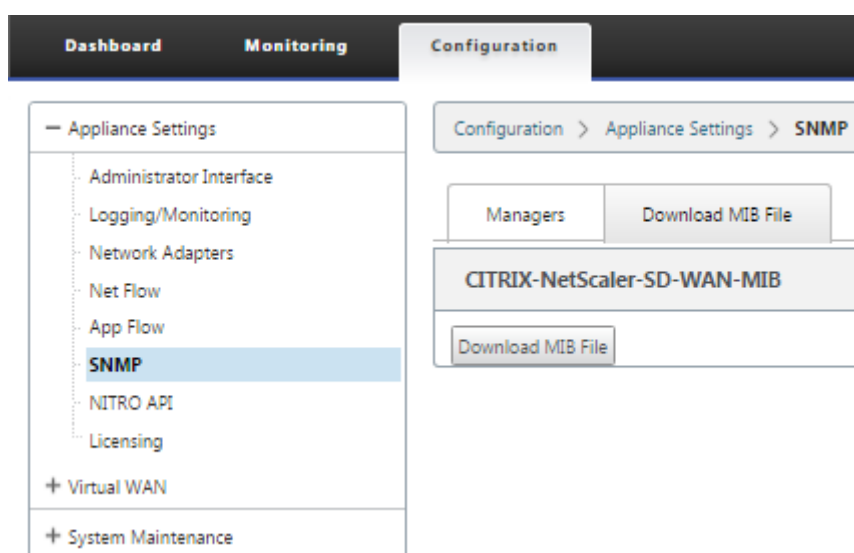 Dashboard Monitoring Configuration
− Appliance Settings
Administrator Interface
Logging/Monitoring
Network Adapters
Net Flow
App Flow
SNMP
NITRO API
Licensing
+ Virtual WAN
+ System Maintenance
Configuration > Appliance Settings > SNMP
Managers Download MIB File
CITRIX-NetScaler-SD-WAN-MIB
Download MIB File